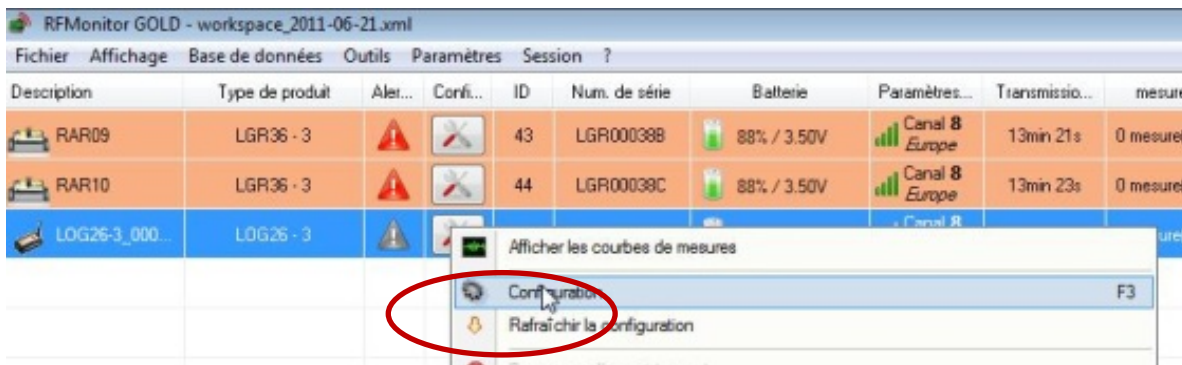 RFMonitor GOLD - workspace_2011-06-21.xml
Fichier Affichage Base de données Outils Paramètres Session ?
Description Type de produit Aler... Confi... ID Num. de série Batterie Paramètres... Transmissio... mesure
RAR09 LGR36 - 3 43 LGR00038B 88% / 3.50V Canal 8 Europe 13min 21s 0 mesure
RAR10 LGR36 - 3 44 LGR00038C 88% / 3.50V Canal 8 Europe 13min 23s 0 mesure
LOG26-3_000... LOG26 - 3 Canal 8
Afficher les courbes de mesures
Configuration F3
Rafraîchir la configuration